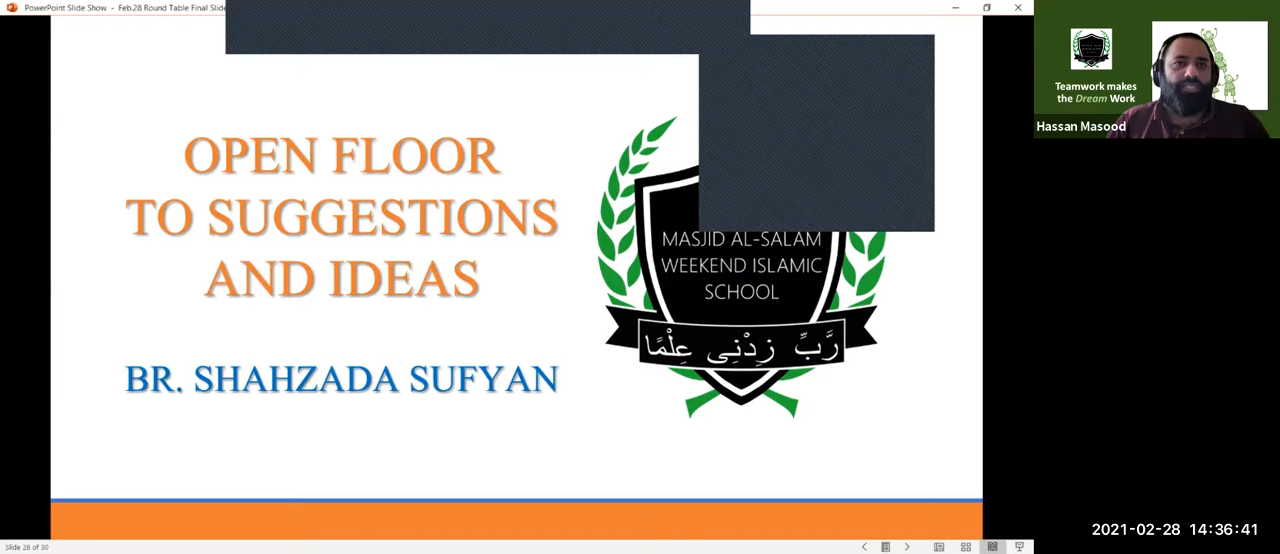 PowerPoint Slide Show - Feb.28 Round Table Final Slide
OPEN FLOOR
TO SUGGESTIONS
AND IDEAS
BR. SHAHZADA SUFYAN
MASJID AL-SALAM
WEEKEND ISLAMIC
SCHOOL
رَّبِّ زِدْنِى عِلْمًا
Teamwork makes
the Dream Work
Hassan Masood
2021-02-28 14:36:41
Slide 28 of 30